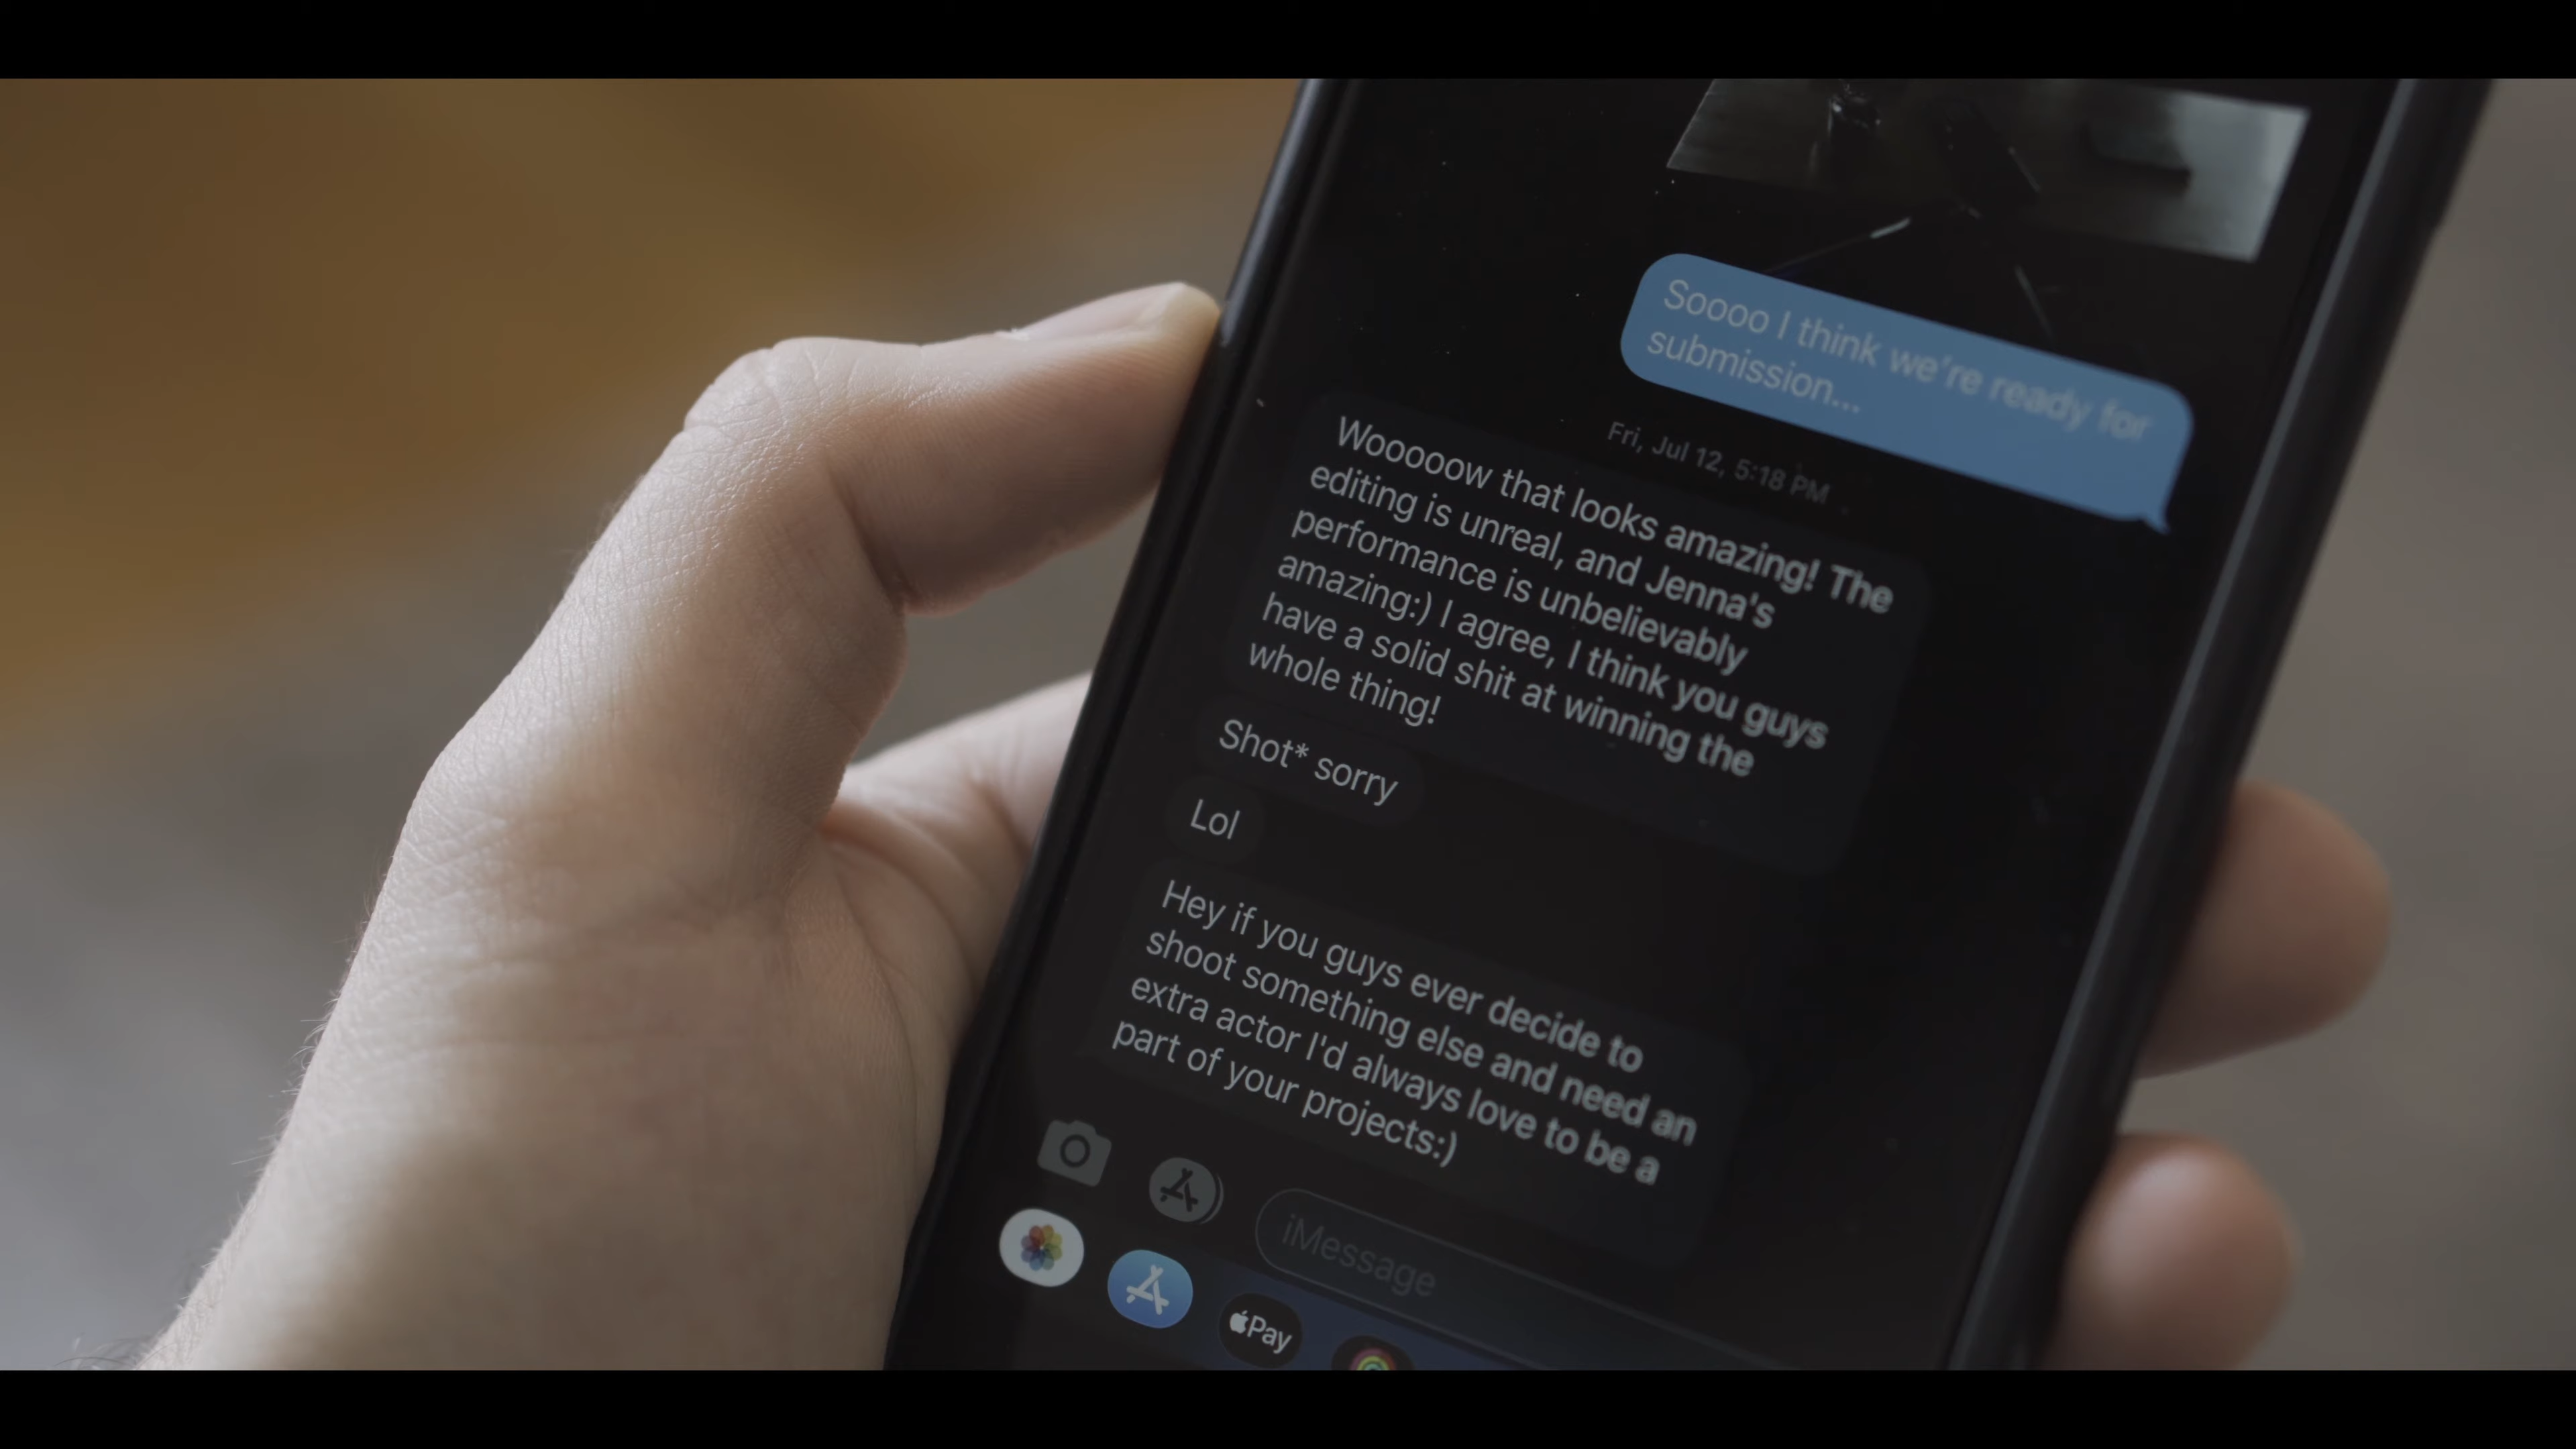 Soooo I think we're ready for
submission...
Fri, Jul 12, 5:18 PM
Wooooow that looks amazing! The
editing is unreal, and Jenna's
performance is unbelievably
amazing:) I agree, I think you guys
have a solid shit at winning the
whole thing!
Shot* sorry
Lol
Hey if you guys ever decide to
shoot something else and need an
extra actor I'd always love to be a
part of your projects:)
iMessage
Pay